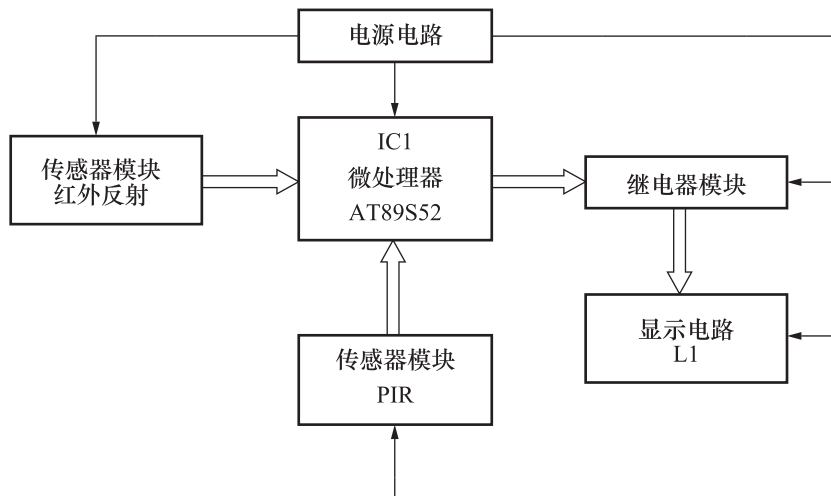 电源电路
传感器模块
红外反射
IC1
微处理器
AT89S52
继电器模块
显示电路
L1
传感器模块
PIR